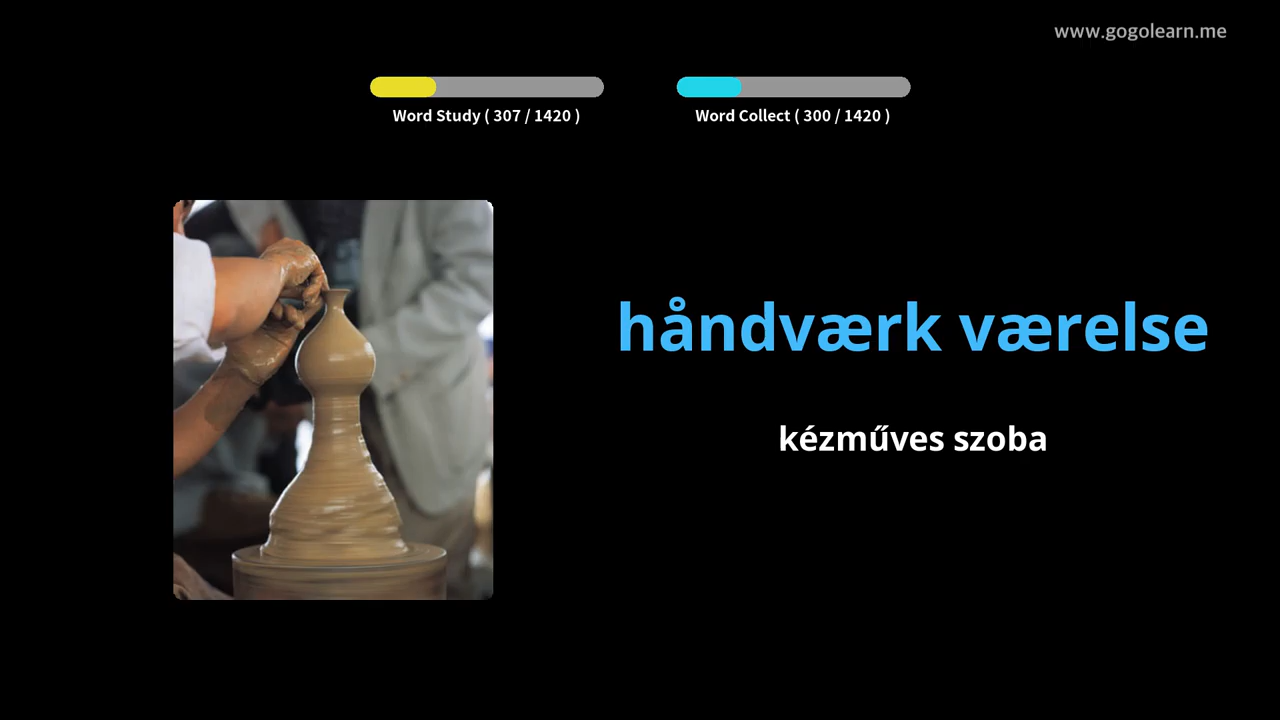 www.gogolearn.me
Word Study ( 307 / 1420 )
Word Collect ( 300 / 1420 )
håndværk værelse
kézműves szoba